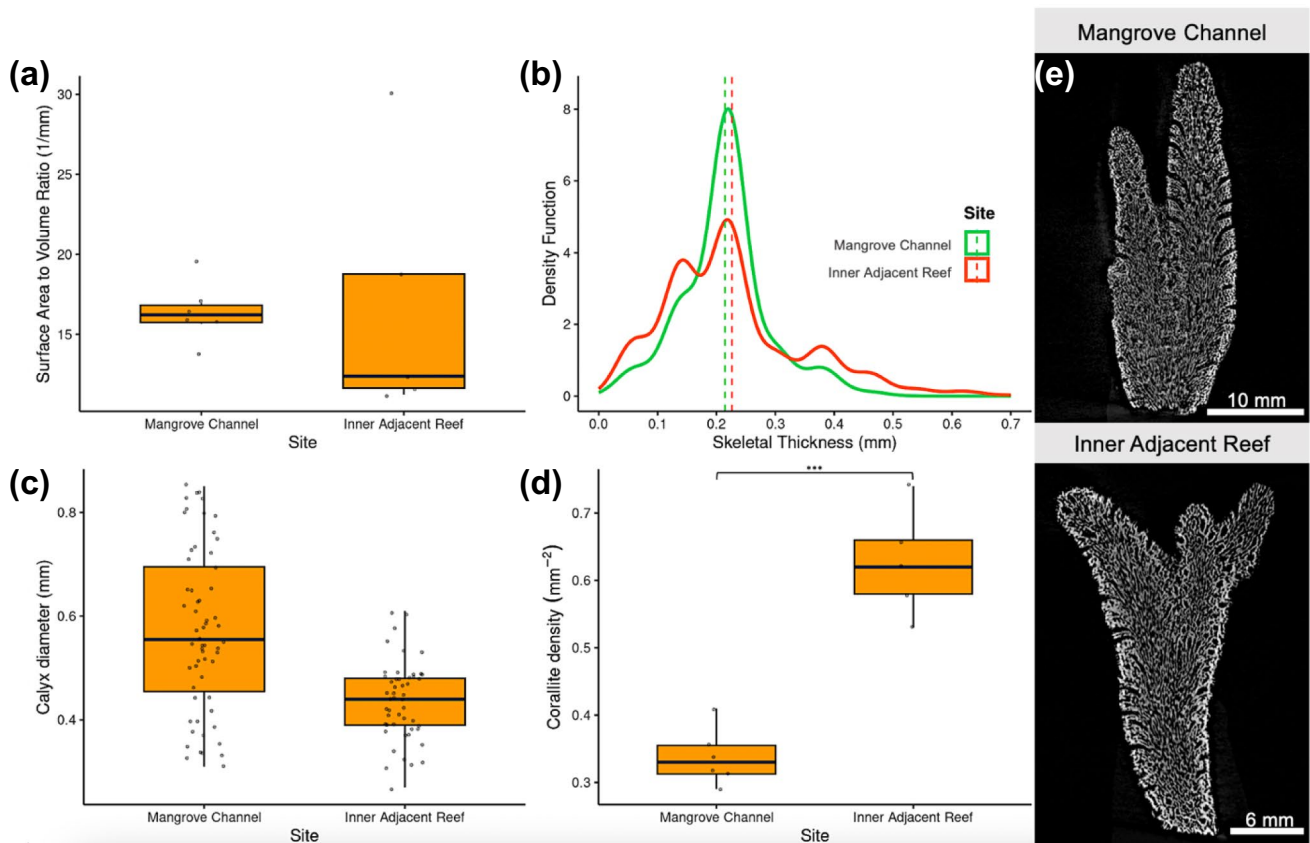 (a)
Surface Area to Volume Ratio (1/mm)
30
25
20
15
Mangrove Channel
Inner Adjacent Reef
Site
(b)
Density Function
8
6
4
2
0
0.0
0.1
0.2
0.3
0.4
0.5
0.6
0.7
Skeletal Thickness (mm)
Site
Mangrove Channel
Inner Adjacent Reef
(c)
Calyx diameter (mm)
0.8
0.6
0.4
Mangrove Channel
Inner Adjacent Reef
Site
(d)
Corallite density (mm⁻²)
0.7
0.6
0.5
0.4
0.3
***
Mangrove Channel
Inner Adjacent Reef
Site
Mangrove Channel
(e)
10 mm
Inner Adjacent Reef
6 mm